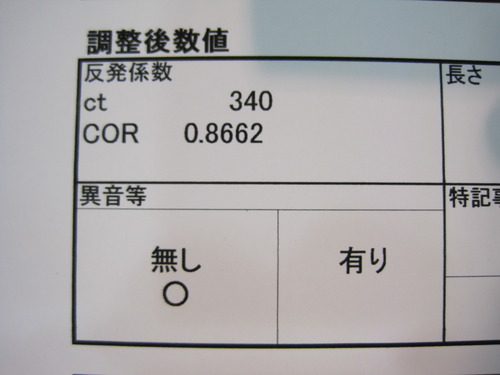 調整後数値
反発係数
ct 340
COR 0.8662
長さ
異音等
特記事
無し
有り
○